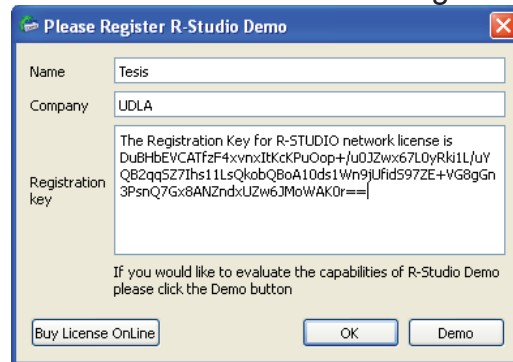 Please Register R-Studio Demo
Name
Tesis
Company
UDLA
Registration
key
The Registration Key for R-STUDIO network license is
DuBHbEVCATfzF4xvnxItKcKPuOop+/u0JZwx67L0yRki1L/uY
QB2qqSZ7Ihs11LsQkobQBoA10ds1Wn9jUfidS97ZE+VG8gGn
3PsnQ7Gx8ANZndxUZw6JMoWAK0r==
If you would like to evaluate the capabilities of R-Studio Demo
please click the Demo button
Buy License OnLine
OK
Demo